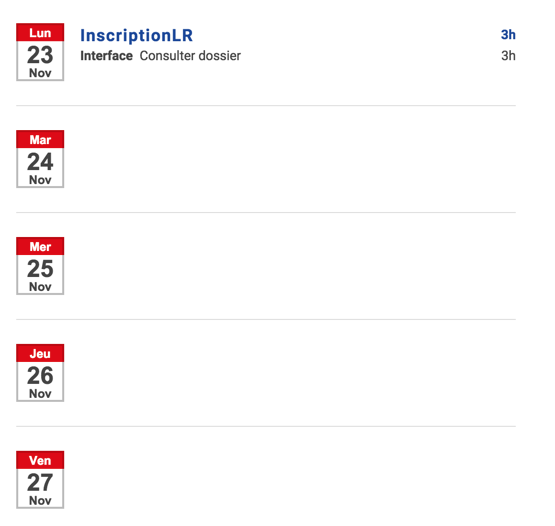 Lun
23
Nov
InscriptionLR 3h
Interface Consulter dossier 3h
Mar
24
Nov
Mer
25
Nov
Jeu
26
Nov
Ven
27
Nov